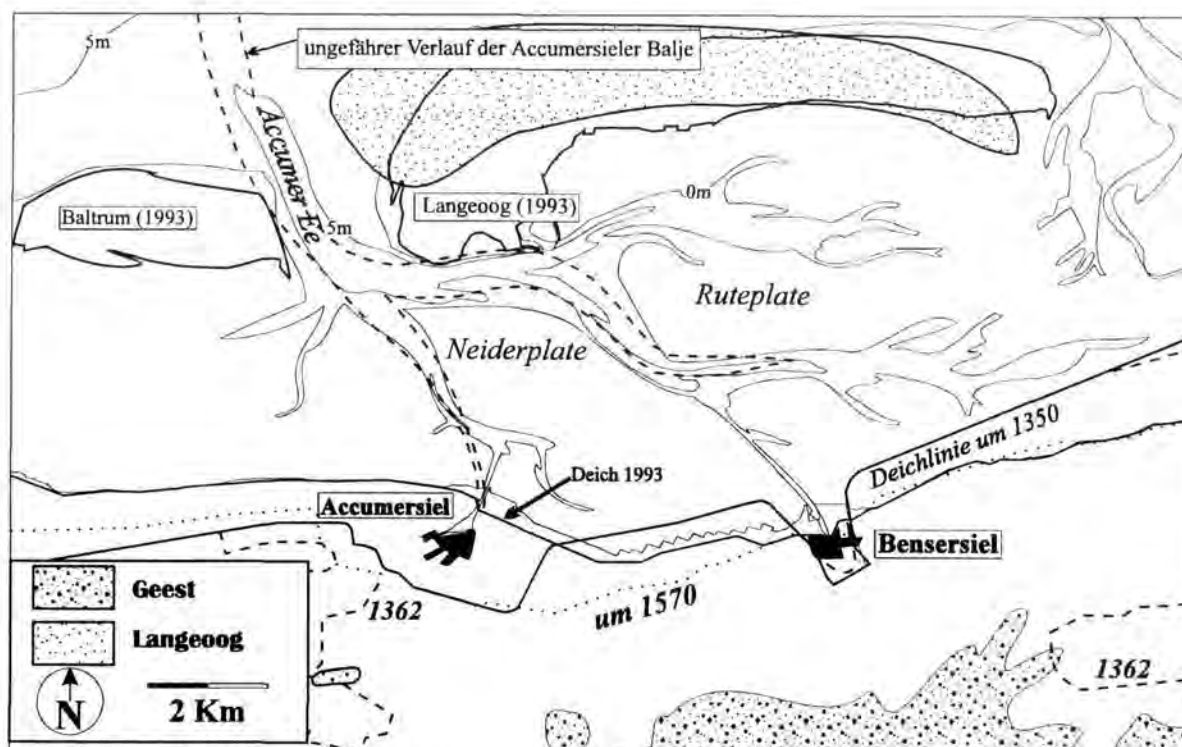 5m
ungefährer Verlauf der Accumersieler Balje
Accumer Ee
Baltrum (1993)
5m
Langeoog (1993)
0m
Ruteplate
Neiderplate
Deichlinie um 1350
Deich 1993
Accumersiel
Bensersiel
1362
um 1570
1362
Geest
Langeoog
N
2 Km